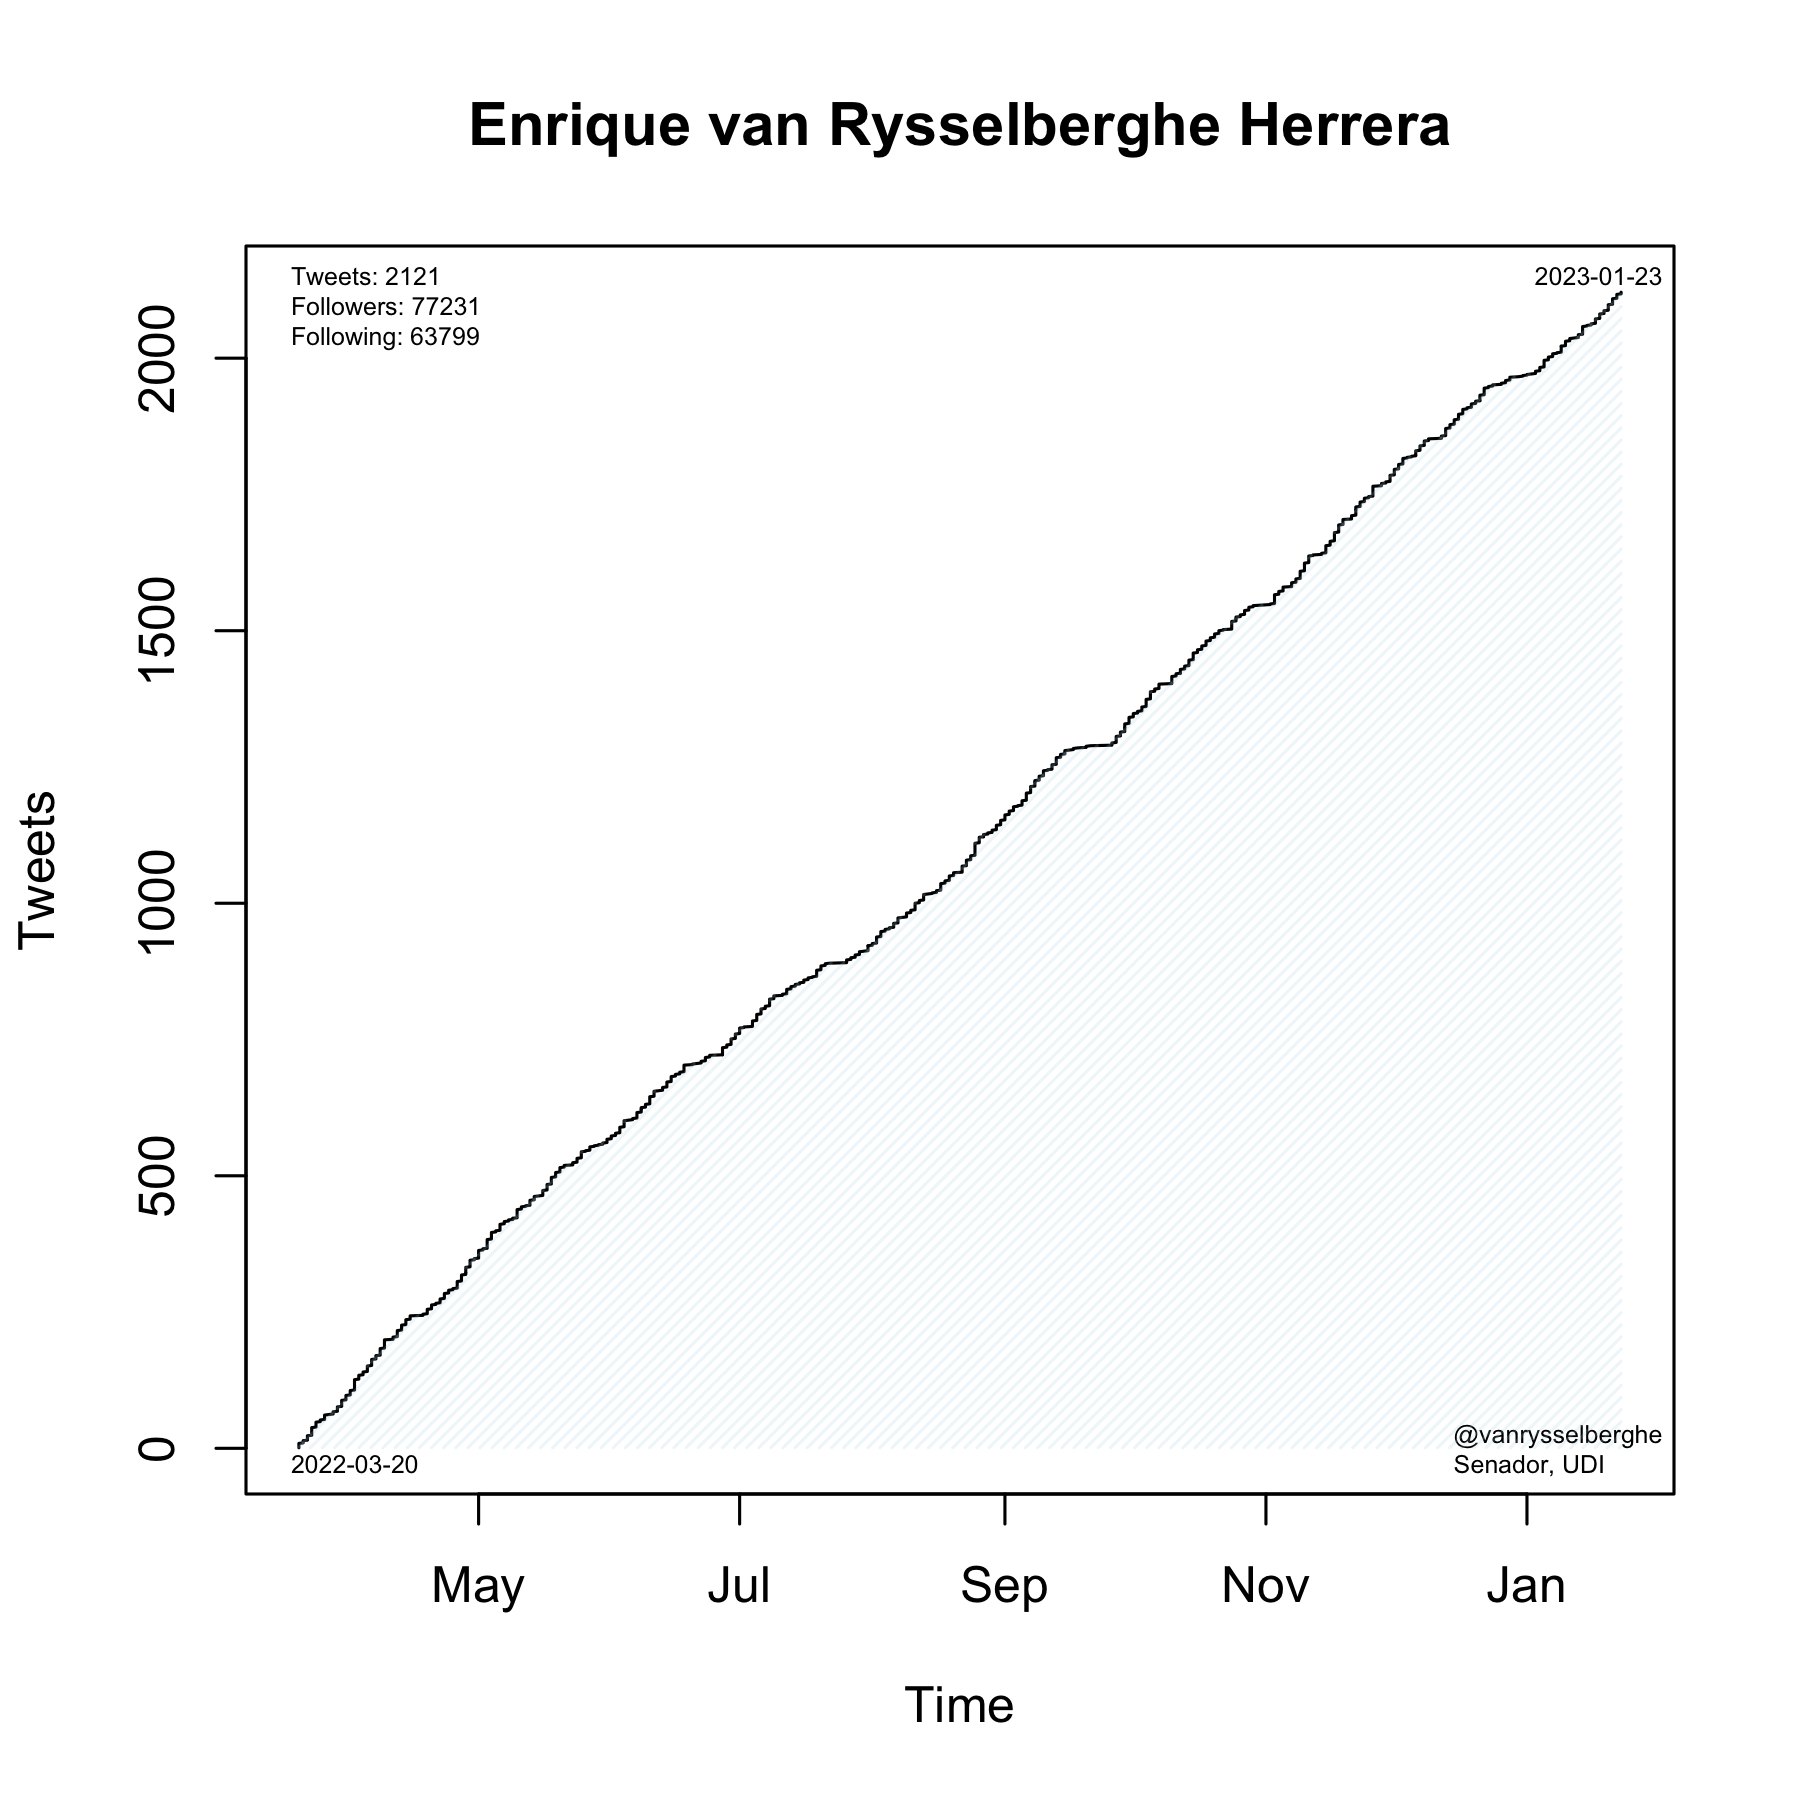 Enrique van Rysselberghe Herrera
Tweets: 2121
Followers: 77231
Following: 63799
2023-01-23
2000
1500
1000
500
0
Tweets
@vanrysselberghe
Senador, UDI
2022-03-20
May Jul Sep Nov Jan
Time